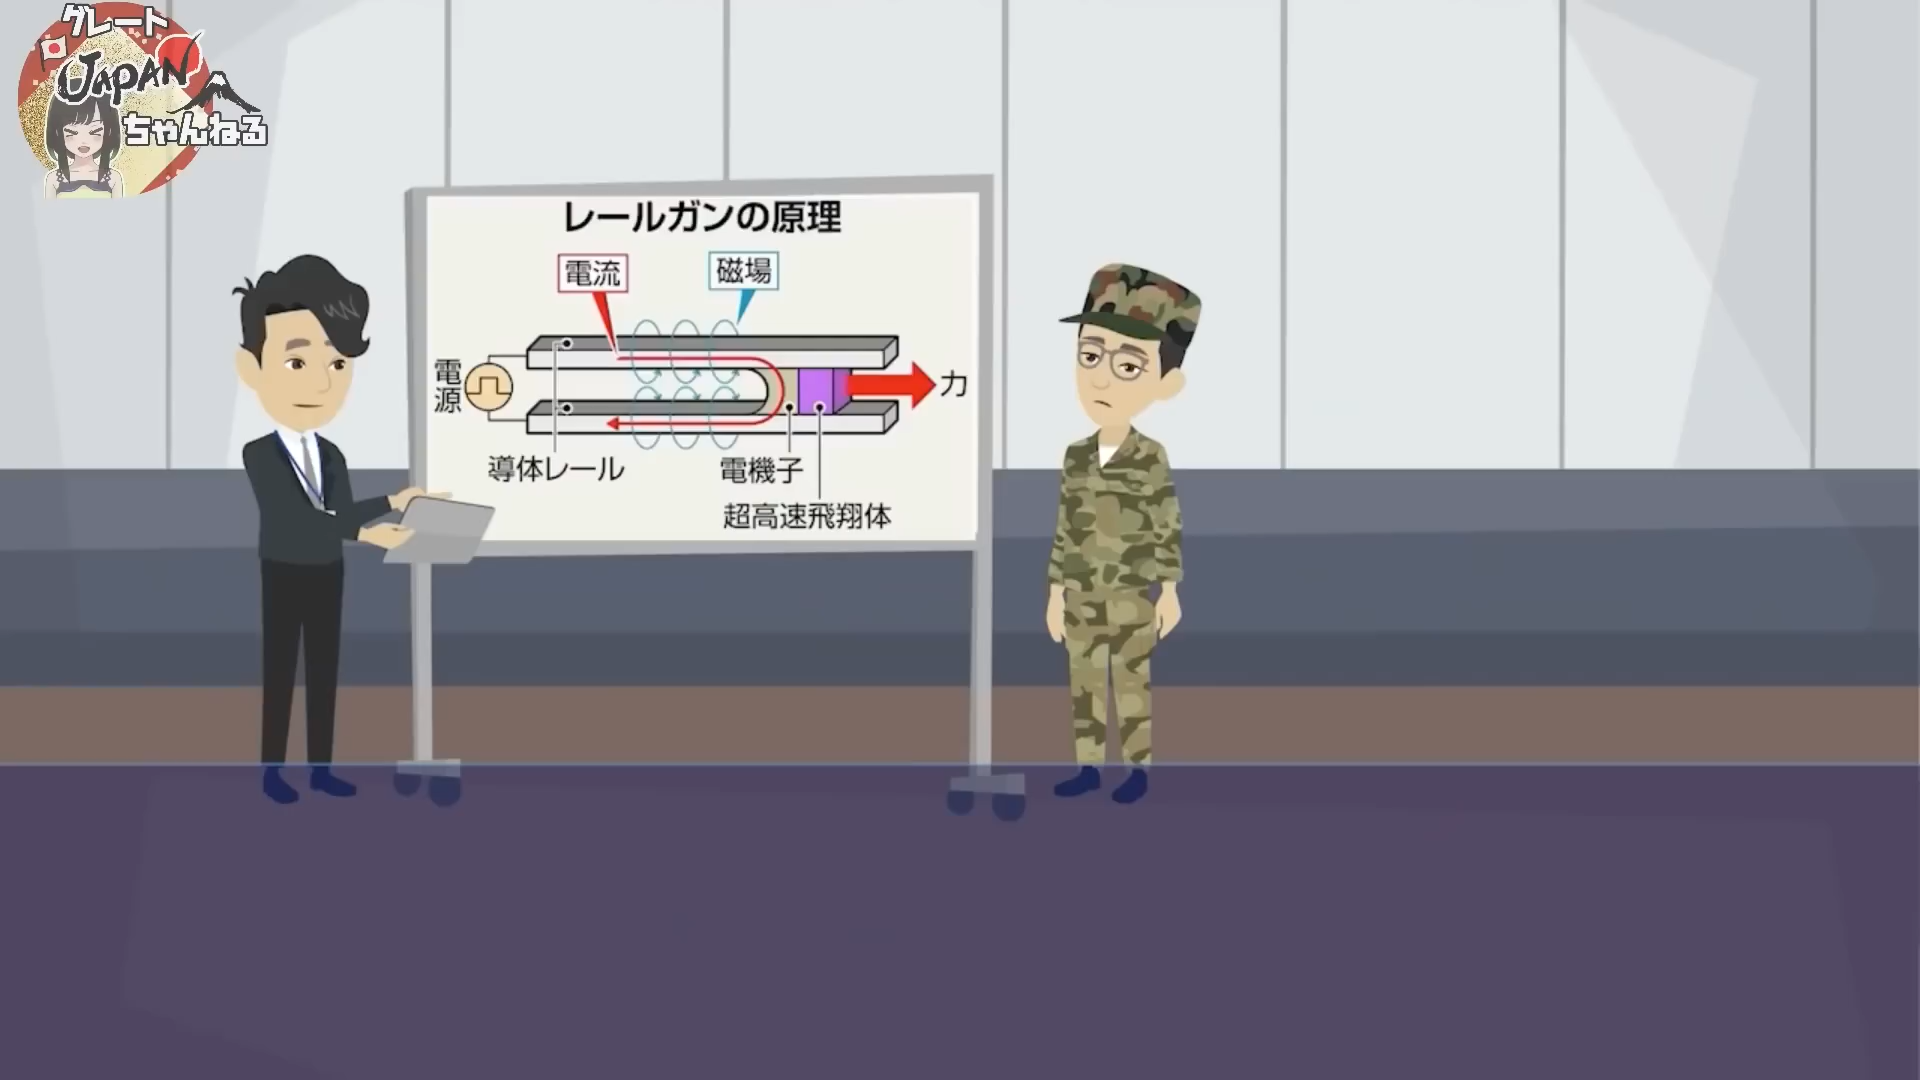 グレート
JAPAN
ちゃんねる
レールガンの原理
電流
磁場
電源
力
導体レール
電機子
超高速飛翔体